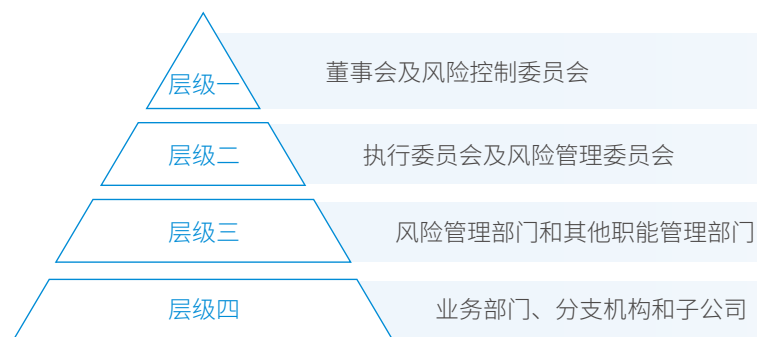 层级一 董事会及风险控制委员会
层级二 执行委员会及风险管理委员会
层级三 风险管理部门和其他职能管理部门
层级四 业务部门、分支机构和子公司